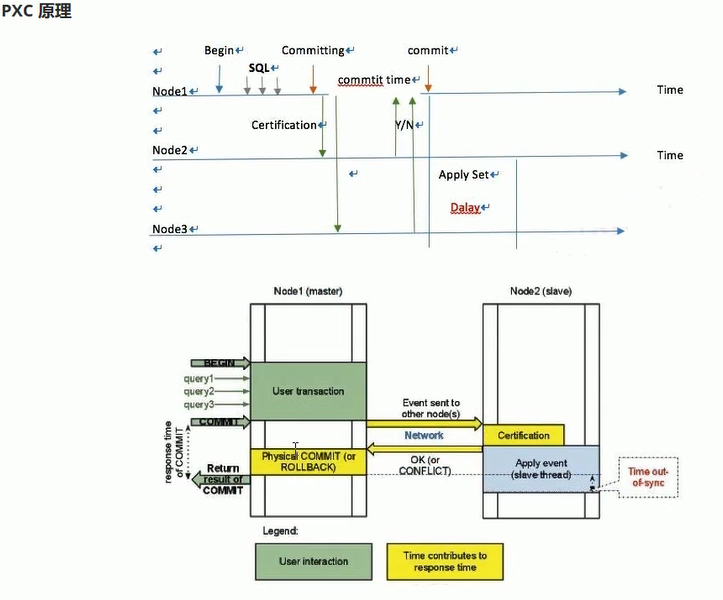 PXC 原理
Begin Committing commit
SQL
commtit time
Node1 Time
Certification Y/N
Node2 Time
Apply Set
Dalay
Node3
Node1 (master) Node2 (slave)
BEGIN
query1
User transaction
query2
query3
Event sent to
other node(s)
COMMIT
Network
Certification
response time
of COMMIT
Physical COMMIT (or
ROLLBACK)
OK (or
CONFLICT)
Apply event
(slave thread)
Return
result of
COMMIT
Time out-
of-sync
Legend:
User interaction
Time contributes to
response time